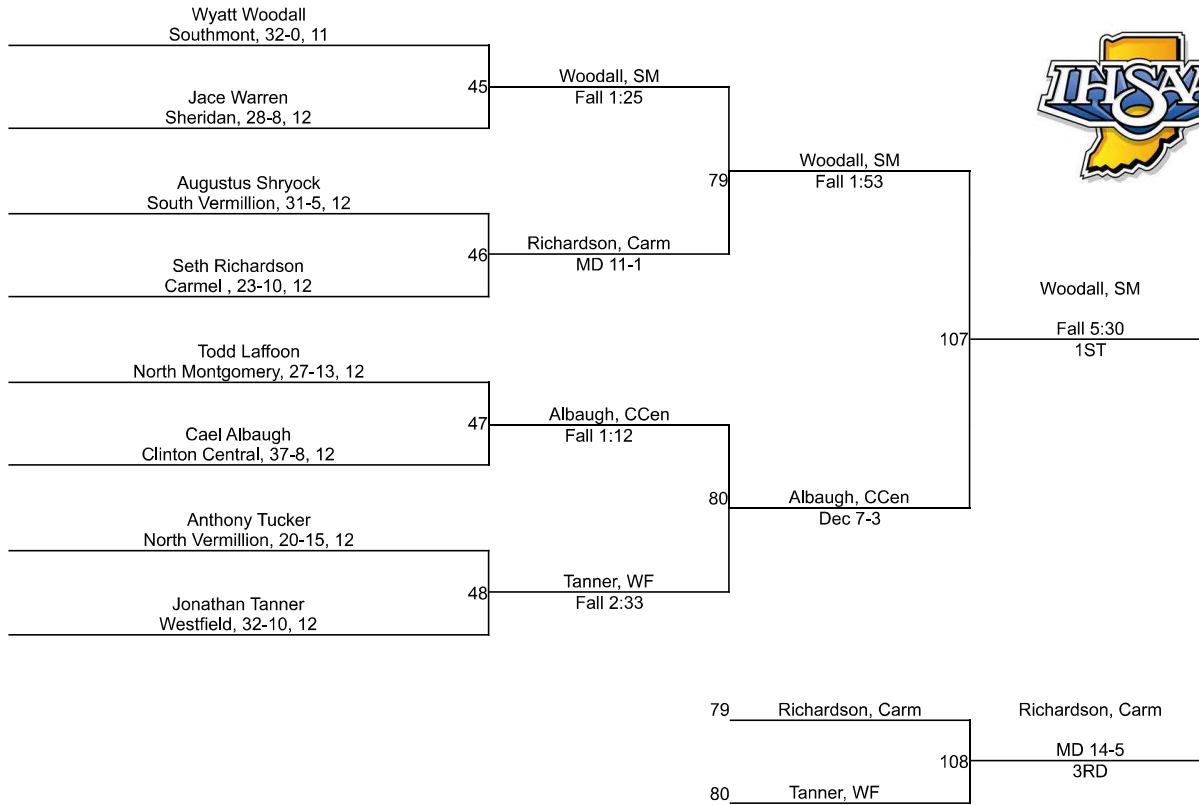 Wyatt Woodall
Southmont, 32-0, 11
45
Jace Warren
Sheridan, 28-8, 12
Woodall, SM
Fall 1:25
IHSAA
79
Woodall, SM
Fall 1:53
Augustus Shryock
South Vermillion, 31-5, 12
46
Seth Richardson
Carmel , 23-10, 12
Richardson, Carm
MD 11-1
107
Woodall, SM
Fall 5:30
1ST
Todd Laffoon
North Montgomery, 27-13, 12
47
Cael Albaugh
Clinton Central, 37-8, 12
Albaugh, CCen
Fall 1:12
80
Albaugh, CCen
Dec 7-3
Anthony Tucker
North Vermillion, 20-15, 12
48
Jonathan Tanner
Westfield, 32-10, 12
Tanner, WF
Fall 2:33
79
Richardson, Carm
108
Richardson, Carm
MD 14-5
3RD
80
Tanner, WF